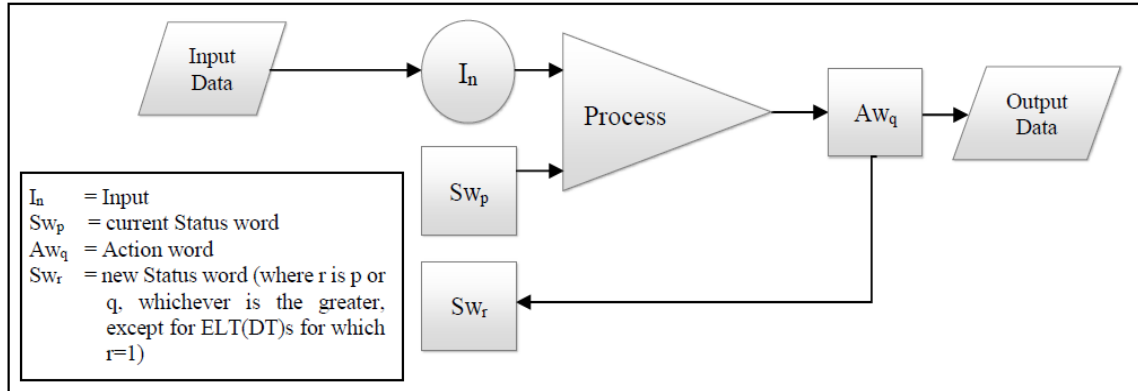 Input
Data
Iₙ
Process
Awq
Output
Data
Swₚ
Swᵣ
Iₙ = Input
Swₚ = current Status word
Awq = Action word
Swᵣ = new Status word (where r is p or
q, whichever is the greater,
except for ELT(DT)s for which
r=1)